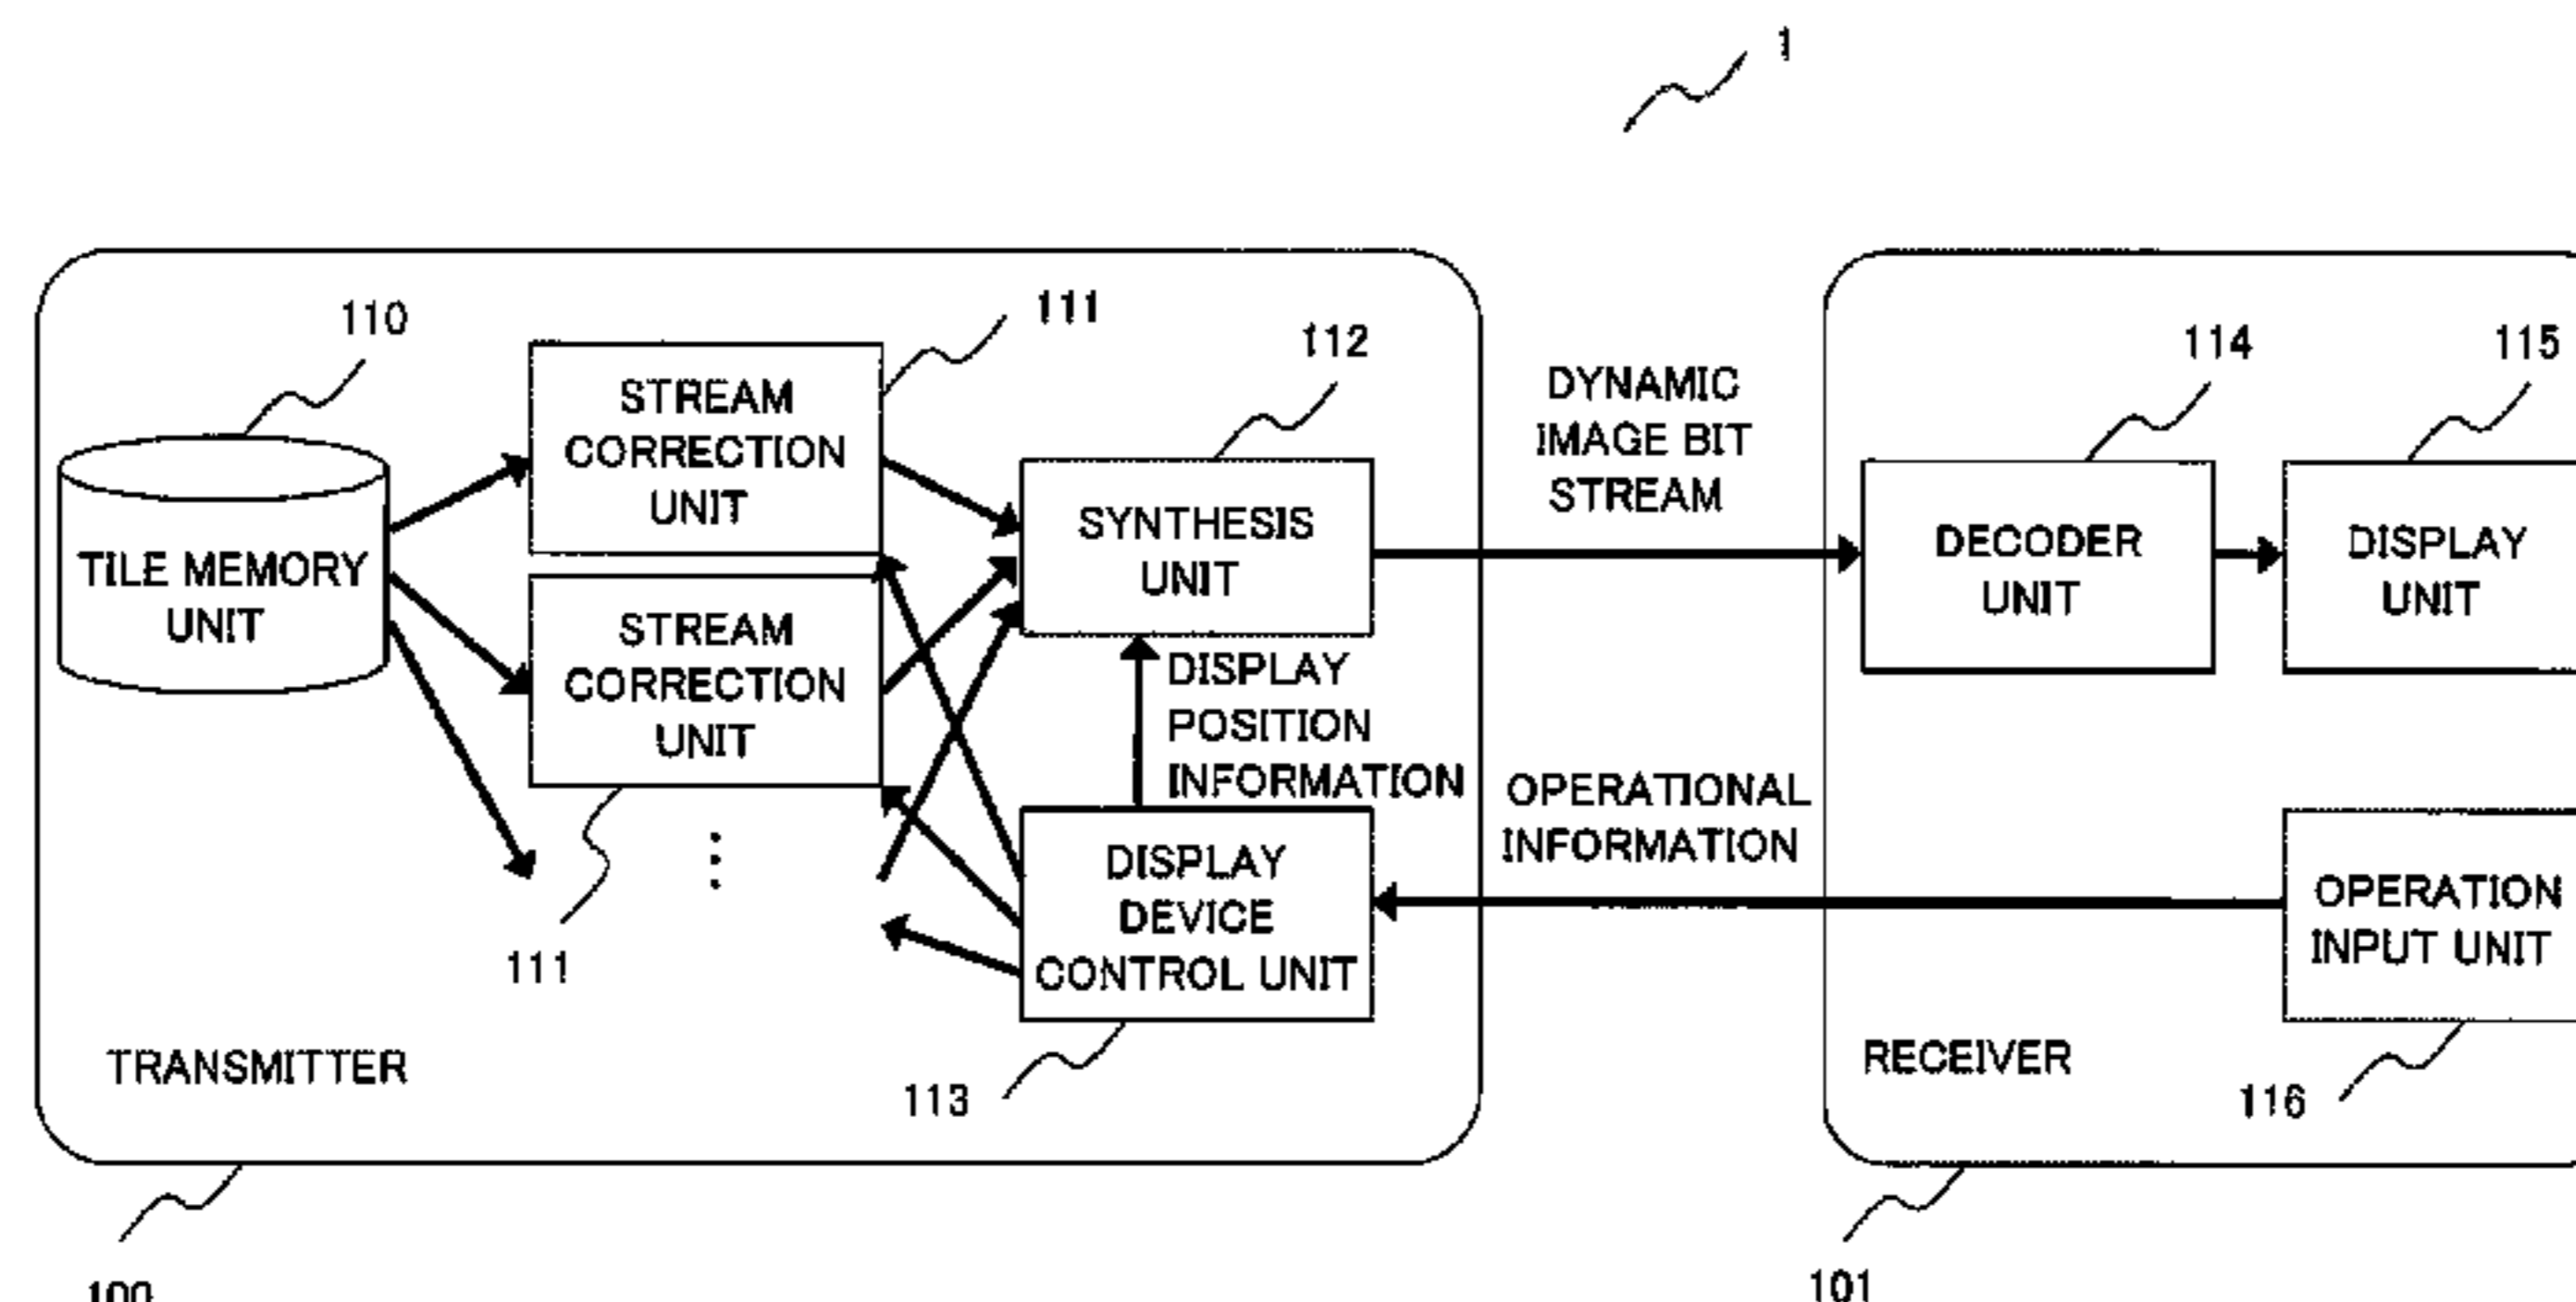 1
110
111
112
114
115
STREAM
CORRECTION
UNIT
DYNAMIC
IMAGE BIT
STREAM
TILE MEMORY
UNIT
SYNTHESIS
UNIT
DECODER
UNIT
DISPLAY
UNIT
STREAM
CORRECTION
UNIT
DISPLAY
POSITION
INFORMATION
OPERATIONAL
INFORMATION
⋮
DISPLAY
DEVICE
CONTROL UNIT
OPERATION
INPUT UNIT
111
TRANSMITTER
113
RECEIVER
116
100
101